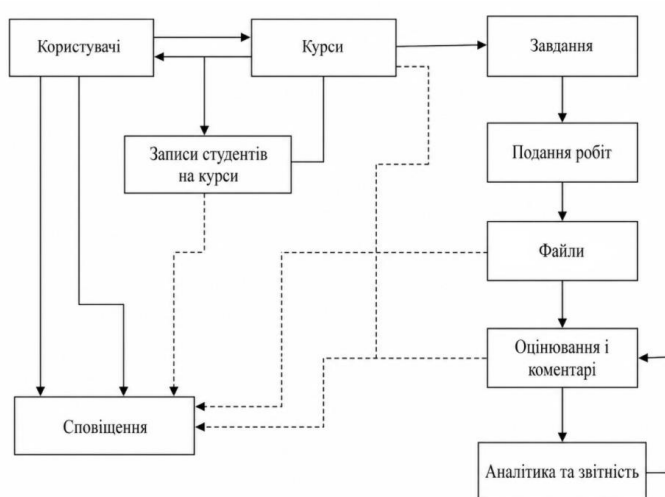 Користувачі
Курси
Завдання
Записи студентів
на курси
Подання робіт
Файли
Оцінювання і
коментарі
Сповіщення
Аналітика та звітність